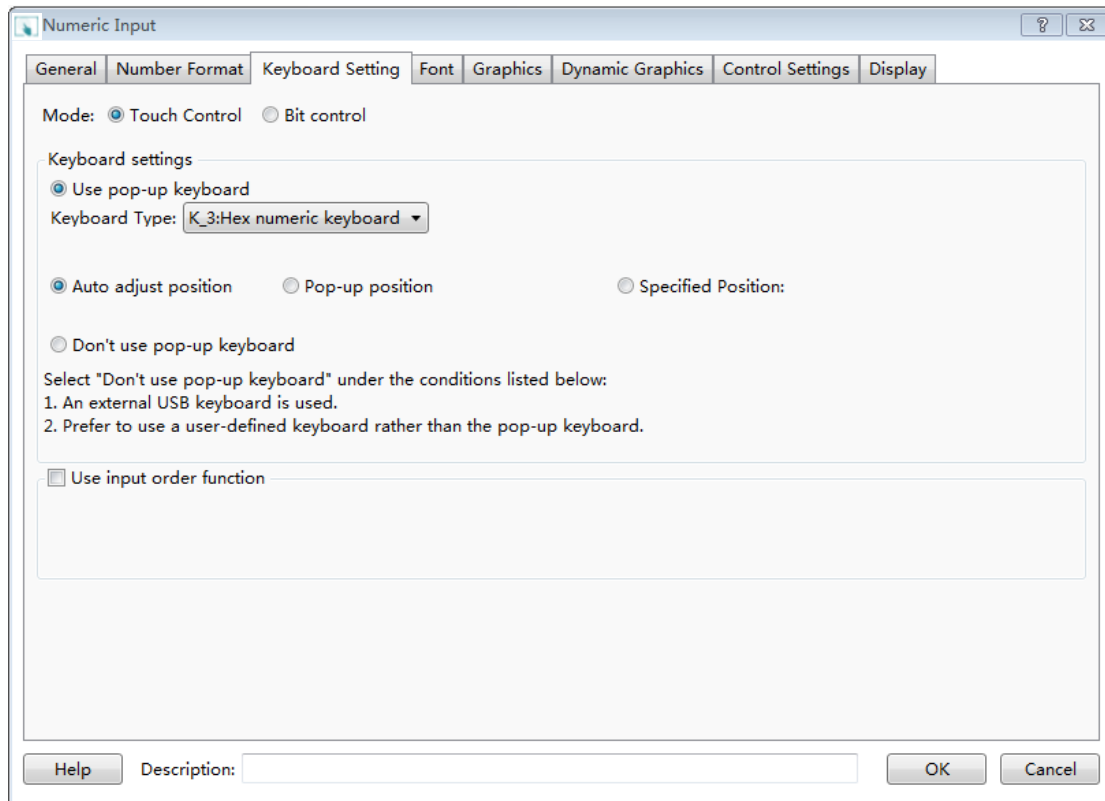 Numeric Input
General Number Format Keyboard Setting Font Graphics Dynamic Graphics Control Settings Display
Mode: Touch Control Bit control
Keyboard settings
Use pop-up keyboard
Keyboard Type: K_3:Hex numeric keyboard
Auto adjust position Pop-up position Specified Position:
Don't use pop-up keyboard
Select "Don't use pop-up keyboard" under the conditions listed below:
1. An external USB keyboard is used.
2. Prefer to use a user-defined keyboard rather than the pop-up keyboard.
Use input order function
Help Description: OK Cancel